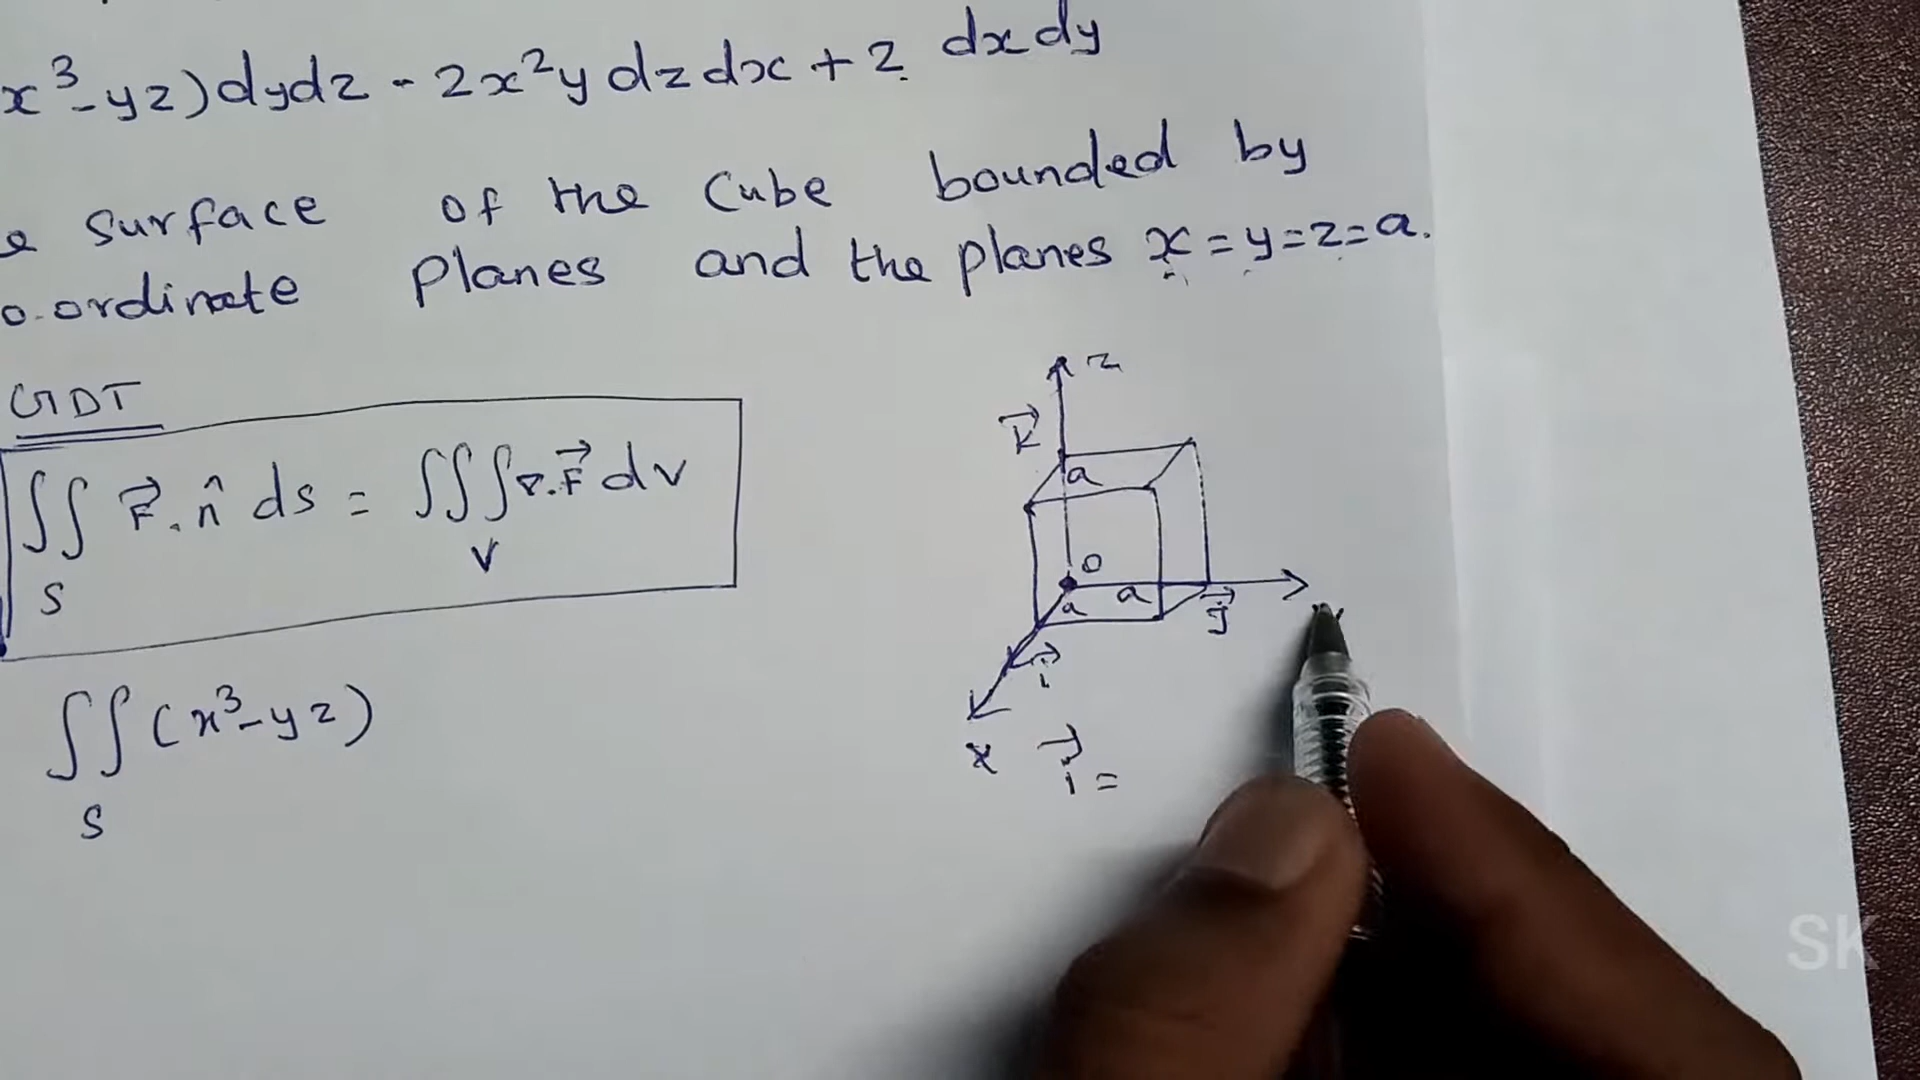 x³-yz)dydz - 2x²y dzdx + z dxdy
surface of the Cube bounded by
o-ordinate planes and the planes x=y=z=a.
GDT
∬ F⃗.n̂ ds = ∭ ∇.F⃗ dv
S V
∬ (x³-yz)
S
z
k⃗
a
o
a a
j⃗
i⃗
x
i⃗ =
SK